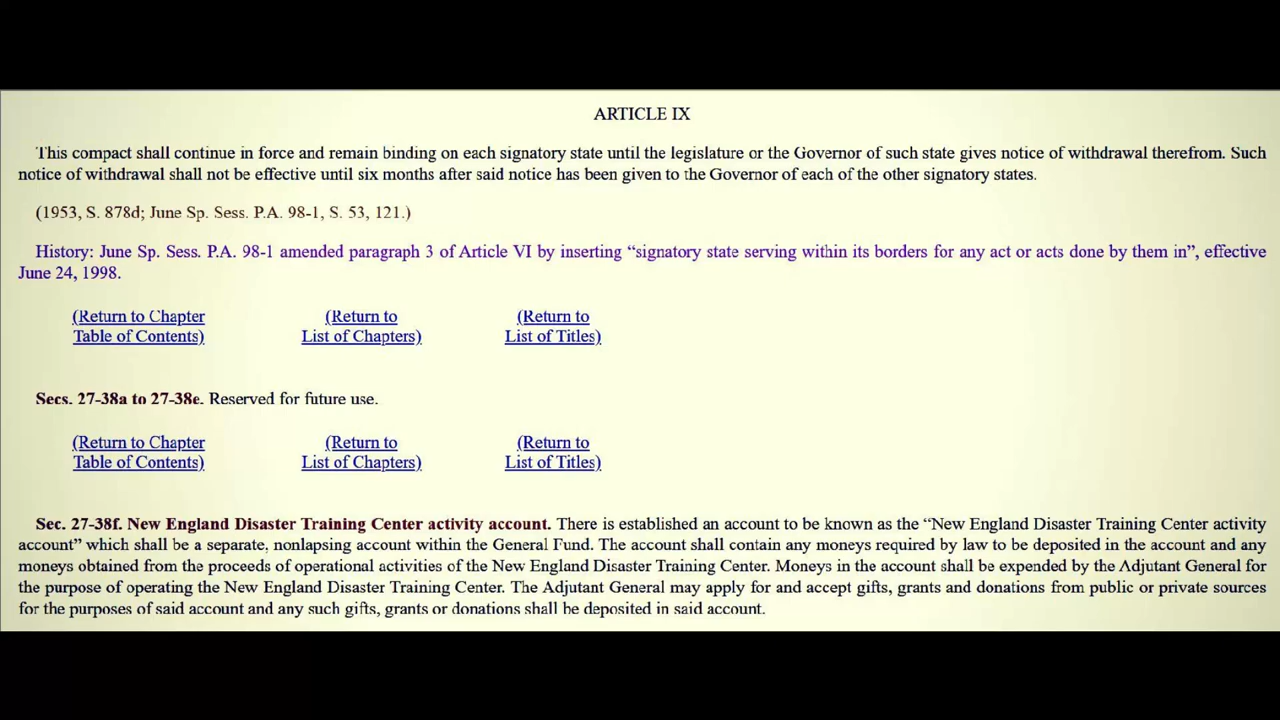 ARTICLE IX
This compact shall continue in force and remain binding on each signatory state until the legislature or the Governor of such state gives notice of withdrawal therefrom. Such
notice of withdrawal shall not be effective until six months after said notice has been given to the Governor of each of the other signatory states.
(1953, S. 878d; June Sp. Sess. P.A. 98-1, S. 53, 121.)
History: June Sp. Sess. P.A. 98-1 amended paragraph 3 of Article VI by inserting “signatory state serving within its borders for any act or acts done by them in”, effective
June 24, 1998.
(Return to Chapter (Return to (Return to
Table of Contents) List of Chapters) List of Titles)
Secs. 27-38a to 27-38e. Reserved for future use.
(Return to Chapter (Return to (Return to
Table of Contents) List of Chapters) List of Titles)
Sec. 27-38f. New England Disaster Training Center activity account. There is established an account to be known as the “New England Disaster Training Center activity
account” which shall be a separate, nonlapsing account within the General Fund. The account shall contain any moneys required by law to be deposited in the account and any
moneys obtained from the proceeds of operational activities of the New England Disaster Training Center. Moneys in the account shall be expended by the Adjutant General for
the purpose of operating the New England Disaster Training Center. The Adjutant General may apply for and accept gifts, grants and donations from public or private sources
for the purposes of said account and any such gifts, grants or donations shall be deposited in said account.